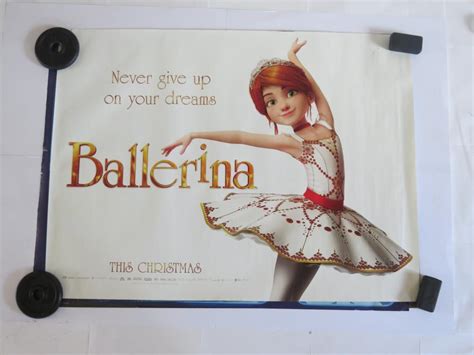 Never give up
on your dreams
Ballerina
THIS CHRISTMAS